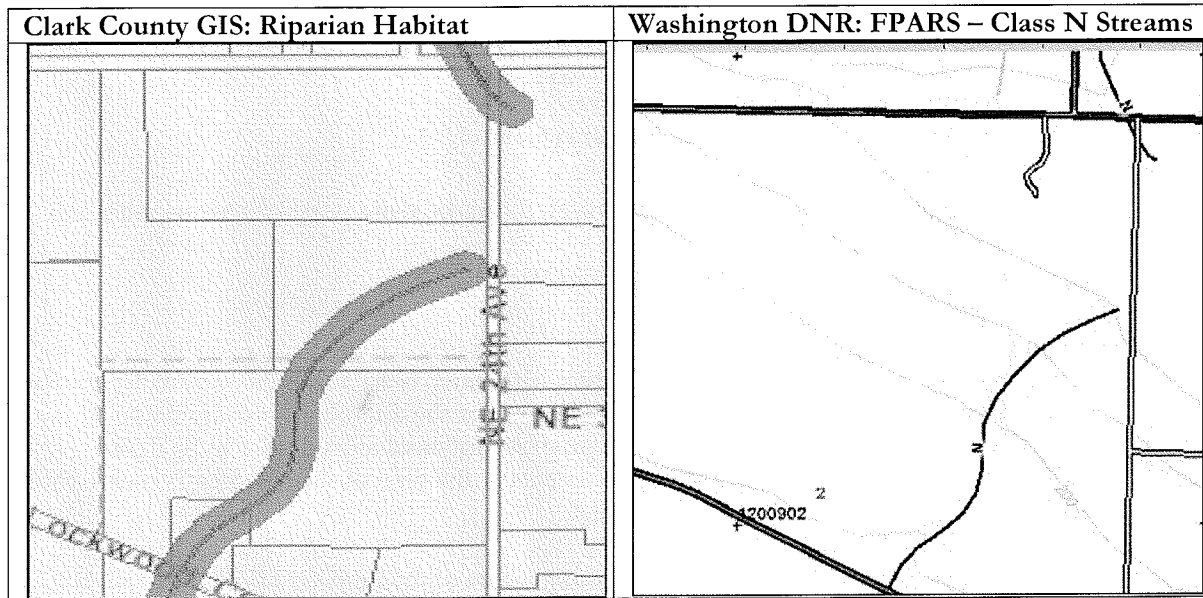 Clark County GIS: Riparian Habitat
Washington DNR: FPARS – Class N Streams
NE 24th Ave
NE
N
N
2
1200902